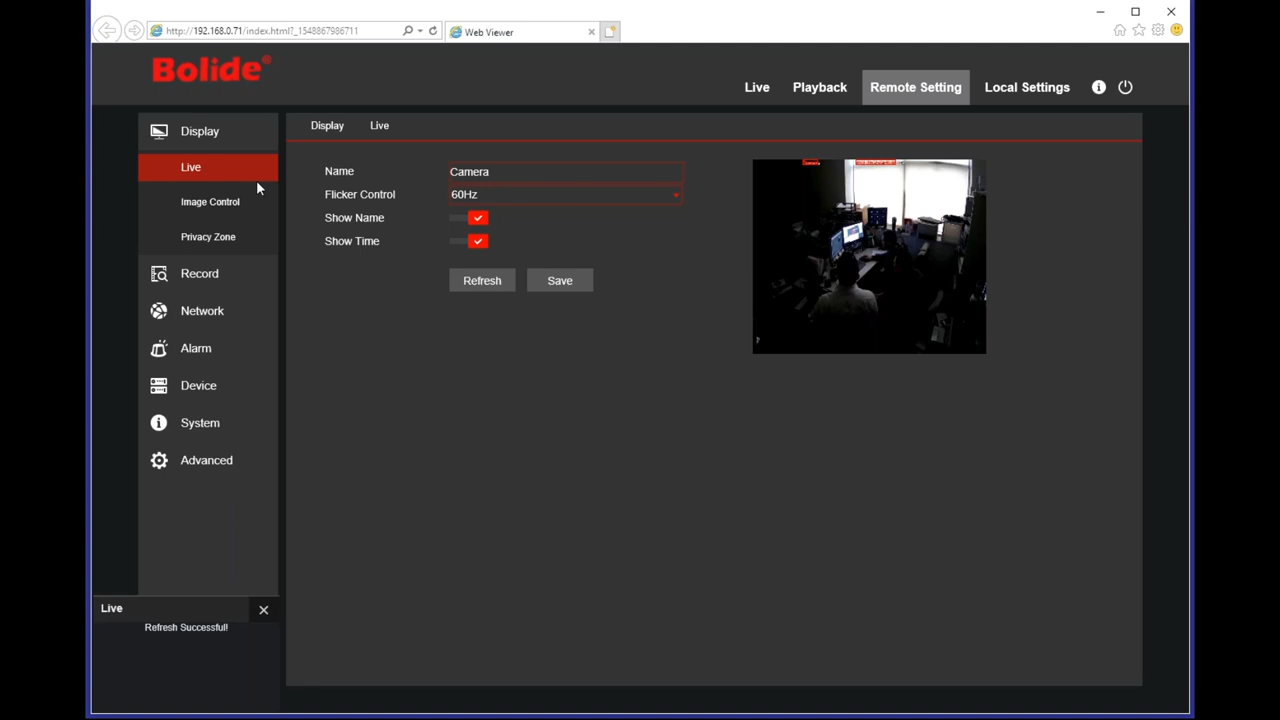 http://192.168.0.71/index.html?_1548867986711
Web Viewer
Bolide®
Live
Playback
Remote Setting
Local Settings
Display
Live
Image Control
Privacy Zone
Record
Network
Alarm
Device
System
Advanced
Display
Live
Name
Camera
Flicker Control
60Hz
Show Name
Show Time
Refresh
Save
Live
Refresh Successful!